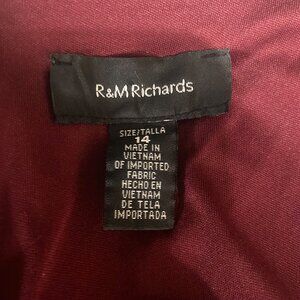 R&M Richards
SIZE/TALLA
14
MADE IN
VIETNAM
OF IMPORTED
FABRIC
HECHO EN
VIETNAM
DE TELA
IMPORTADA